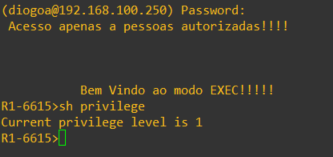 (diogoa@192.168.100.250) Password:
Acesso apenas a pessoas autorizadas!!!!
Bem Vindo ao modo EXEC!!!!!
R1-6615>sh privilege
Current privilege level is 1
R1-6615>